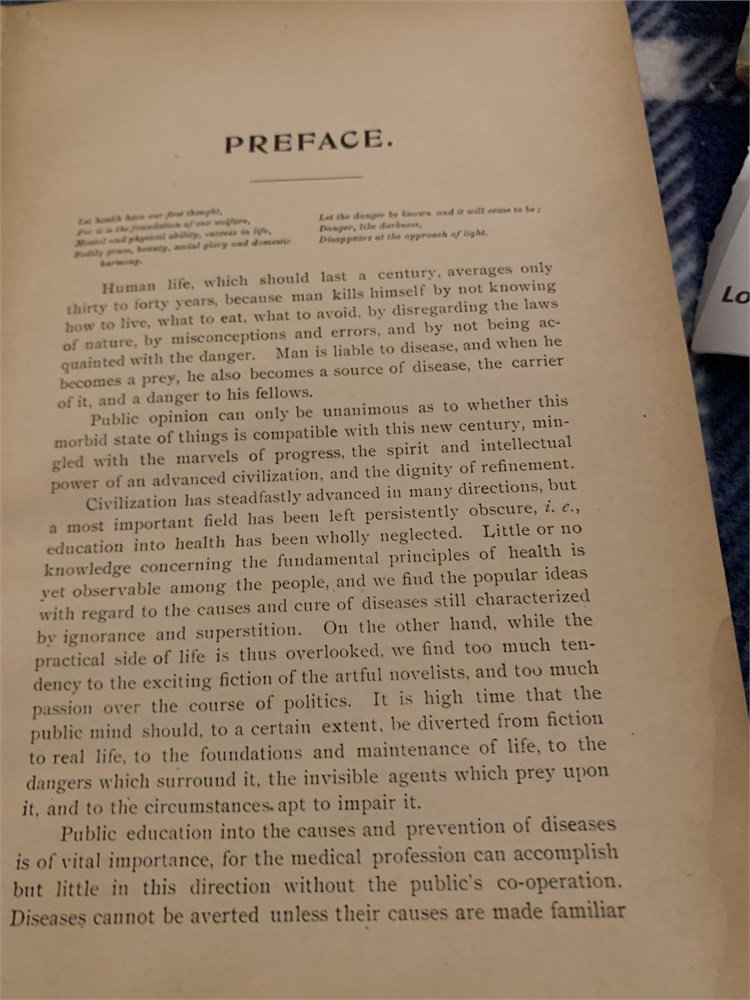 PREFACE.
Let health have our first thought,
For it is the foundation of our welfare,
Mental and physical ability, success in life,
Bodily grace, beauty, social glory and domestic
harmony.
Let the danger be known and it will cease to be;
Danger, like darkness,
Disappears at the approach of light.
Human life, which should last a century, averages only
thirty to forty years, because man kills himself by not knowing
how to live, what to eat, what to avoid, by disregarding the laws
of nature, by misconceptions and errors, and by not being ac-
quainted with the danger. Man is liable to disease, and when he
becomes a prey, he also becomes a source of disease, the carrier
of it, and a danger to his fellows.
Public opinion can only be unanimous as to whether this
morbid state of things is compatible with this new century, min-
gled with the marvels of progress, the spirit and intellectual
power of an advanced civilization, and the dignity of refinement.
Civilization has steadfastly advanced in many directions, but
a most important field has been left persistently obscure, i. e.,
education into health has been wholly neglected. Little or no
knowledge concerning the fundamental principles of health is
yet observable among the people, and we find the popular ideas
with regard to the causes and cure of diseases still characterized
by ignorance and superstition. On the other hand, while the
practical side of life is thus overlooked, we find too much ten-
dency to the exciting fiction of the artful novelists, and too much
passion over the course of politics. It is high time that the
public mind should, to a certain extent, be diverted from fiction
to real life, to the foundations and maintenance of life, to the
dangers which surround it, the invisible agents which prey upon
it, and to the circumstances apt to impair it.
Public education into the causes and prevention of diseases
is of vital importance, for the medical profession can accomplish
but little in this direction without the public's co-operation.
Diseases cannot be averted unless their causes are made familiar
Lo